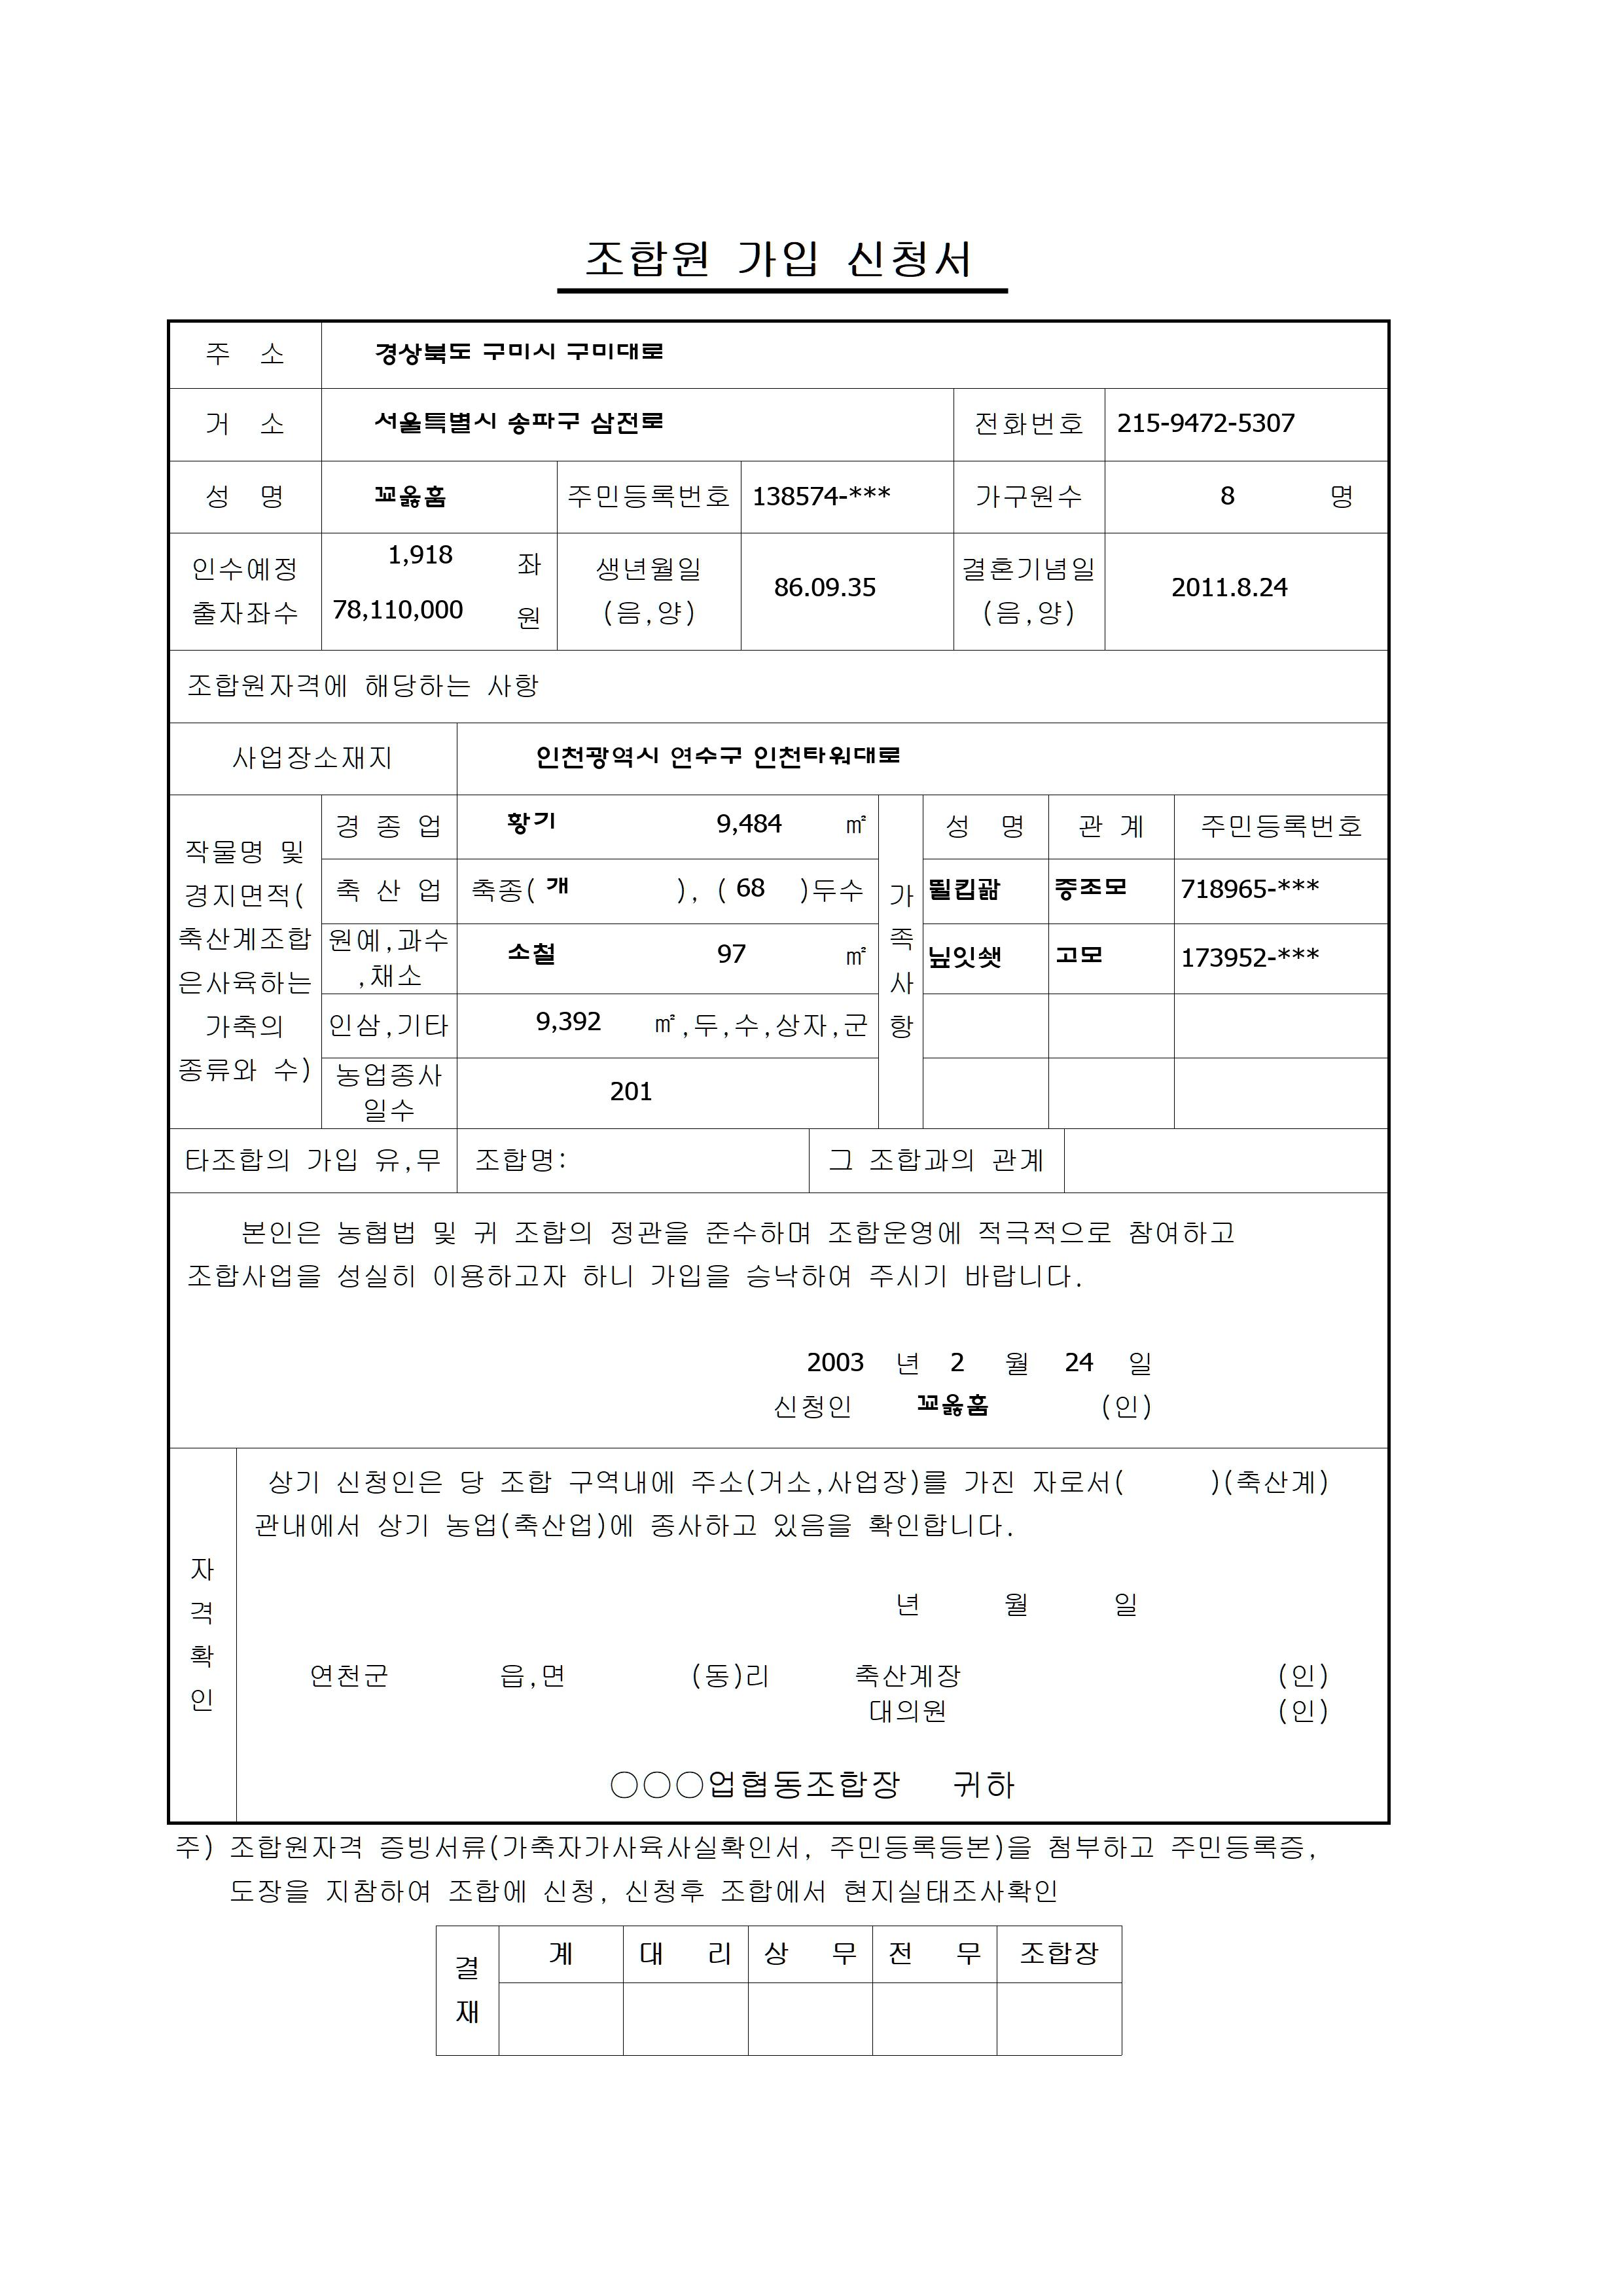 조합원 가입 신청서
주 소 경상북도 구미시 구미대로
거 소 서울특별시 송파구 삼전로 전화번호 215-9472-5307
성 명 꾜옳훔 주민등록번호 138574-*** 가구원수 8 명
인수예정 출자좌수 1,918 좌 78,110,000 원 생년월일 (음,양) 86.09.35 결혼기념일 (음,양) 2011.8.24
조합원자격에 해당하는 사항
사업장소재지 인천광역시 연수구 인천타워대로
작물명 및
경지면적(
축산계조합
은사육하는
가축의
종류와 수)
경 종 업 황기 9,484 ㎡
축 산 업 축종( 개 ), ( 68 )두수
원예,과수
,채소 소철 97 ㎡
인삼,기타 9,392 ㎡,두,수,상자,군
농업종사
일수 201
가족사항
성 명 관 계 주민등록번호
증조모 718965-***
고모 173952-***
타조합의 가입 유,무 조합명: 그 조합과의 관계
본인은 농협법 및 귀 조합의 정관을 준수하며 조합운영에 적극적으로 참여하고
조합사업을 성실히 이용하고자 하니 가입을 승낙하여 주시기 바랍니다.
2003 년 2 월 24 일
신청인 꾜옳훔 (인)
자격확인
상기 신청인은 당 조합 구역내에 주소(거소,사업장)를 가진 자로서( )(축산계)
관내에서 상기 농업(축산업)에 종사하고 있음을 확인합니다.
년 월 일
연천군 읍,면 (동)리 축산계장 (인)
대의원 (인)
○○○업협동조합장 귀하
주) 조합원자격 증빙서류(가축자가사육사실확인서, 주민등록등본)을 첨부하고 주민등록증,
도장을 지참하여 조합에 신청, 신청후 조합에서 현지실태조사확인
결재 계 대 리 상 무 전 무 조합장